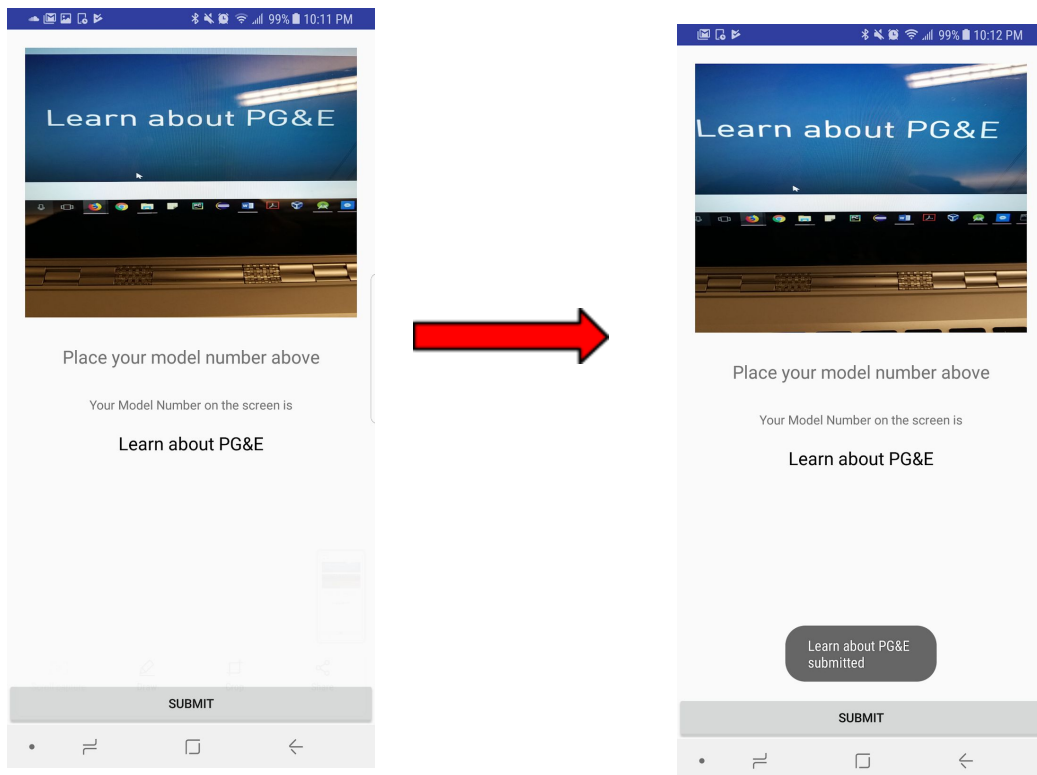 99% 10:11 PM
Learn about PG&E
Place your model number above
Your Model Number on the screen is
Learn about PG&E
SUBMIT
99% 10:12 PM
Learn about PG&E
Place your model number above
Your Model Number on the screen is
Learn about PG&E
Learn about PG&E
submitted
SUBMIT